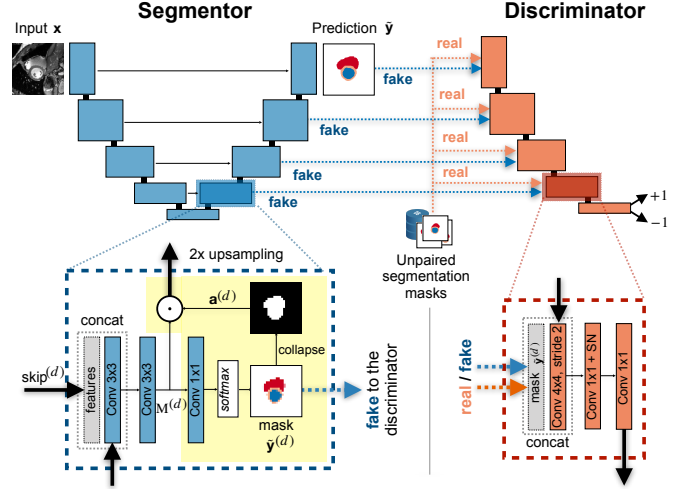 Segmentor
Discriminator
Input x
Prediction ỹ
real
fake
real
fake
real
fake
real
fake
+1
−1
Unpaired
segmentation
masks
2x upsampling
a(d)
concat
collapse
skip(d)
features
Conv 3x3
Conv 3x3
M(d)
Conv 1x1
softmax
mask
ỹ(d)
fake to the
discriminator
real / fake
mask ỹ(d)
Conv 4x4, stride 2
Conv 1x1 + SN
Conv 1x1
concat